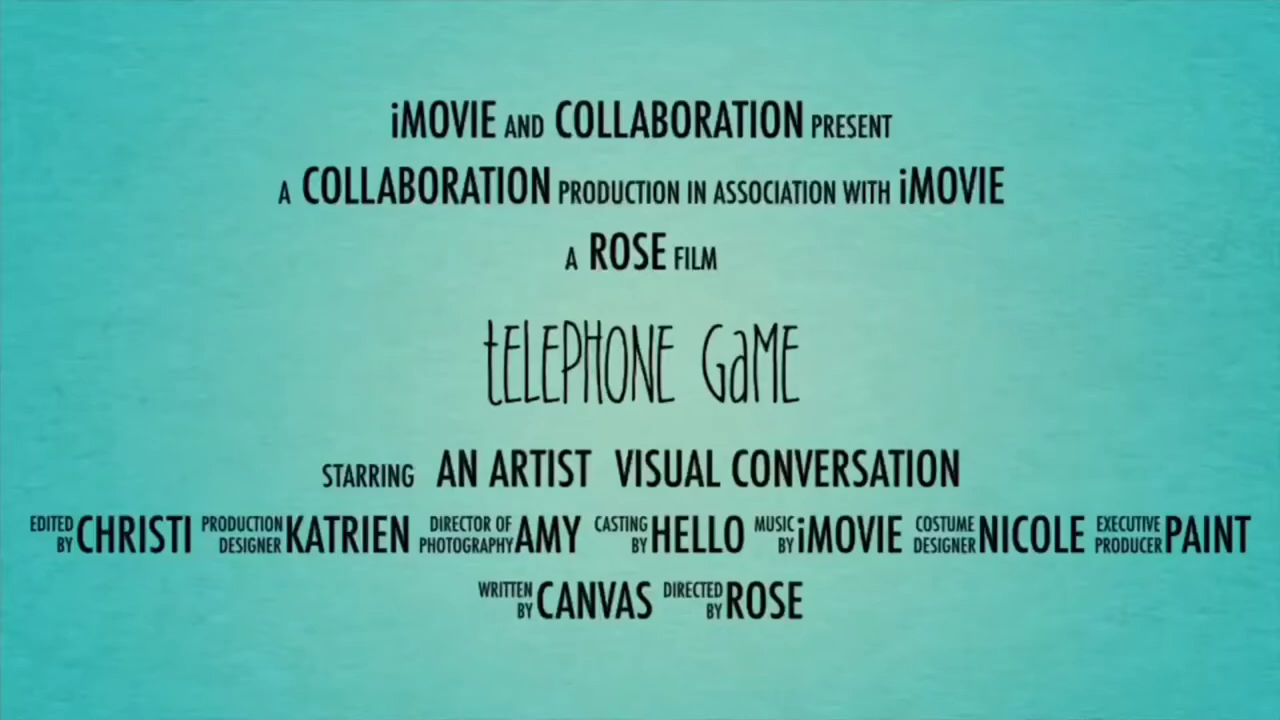 iMOVIE AND COLLABORATION PRESENT
A COLLABORATION PRODUCTION IN ASSOCIATION WITH iMOVIE
A ROSE FILM
tELEPHONE GaME
STARRING AN ARTIST VISUAL CONVERSATION
EDITED BY CHRISTI PRODUCTION DESIGNER KATRIEN DIRECTOR OF PHOTOGRAPHY AMY CASTING BY HELLO MUSIC BY iMOVIE COSTUME DESIGNER NICOLE EXECUTIVE PRODUCER PAINT
WRITTEN BY CANVAS DIRECTED BY ROSE